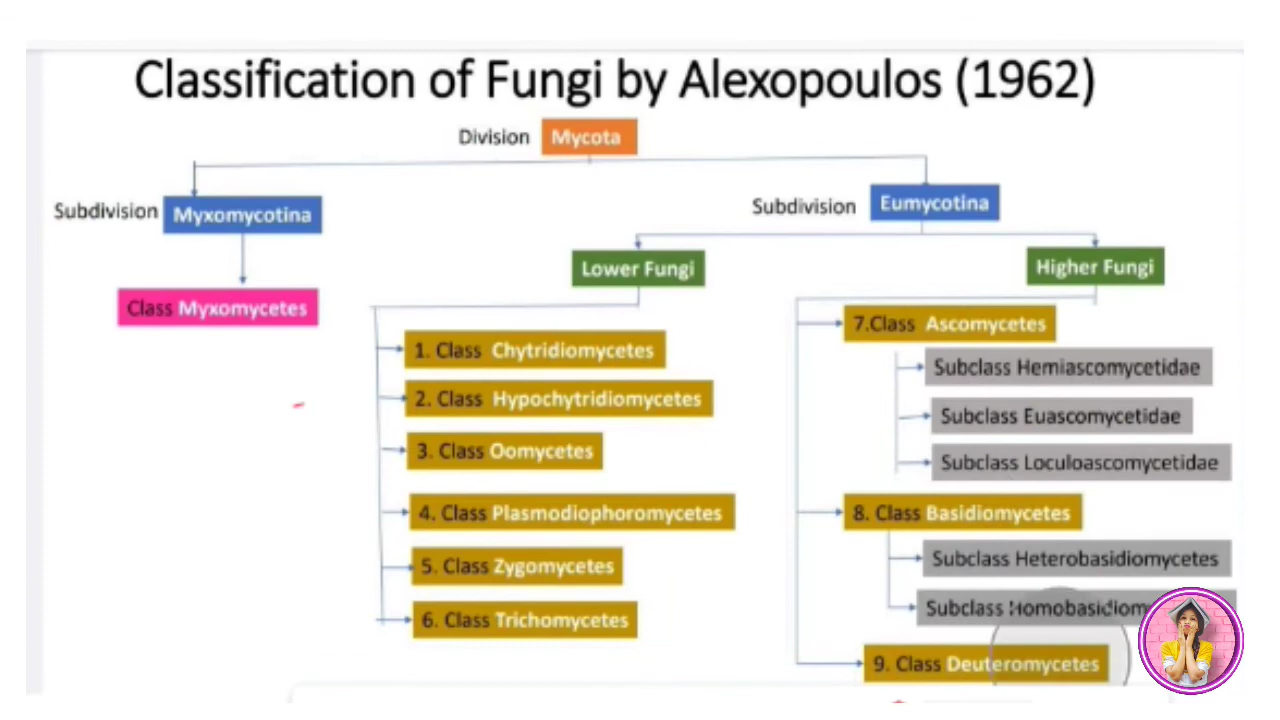 Classification of Fungi by Alexopoulos (1962)
Division Mycota
Subdivision Myxomycotina
Subdivision Eumycotina
Lower Fungi
Higher Fungi
Class Myxomycetes
1. Class Chytridiomycetes
2. Class Hypochytridiomycetes
3. Class Oomycetes
4. Class Plasmodiophoromycetes
5. Class Zygomycetes
6. Class Trichomycetes
7.Class Ascomycetes
Subclass Hemiascomycetidae
Subclass Euascomycetidae
Subclass Loculoascomycetidae
8. Class Basidiomycetes
Subclass Heterobasidiomycetes
Subclass
9. Class Deuteromycetes